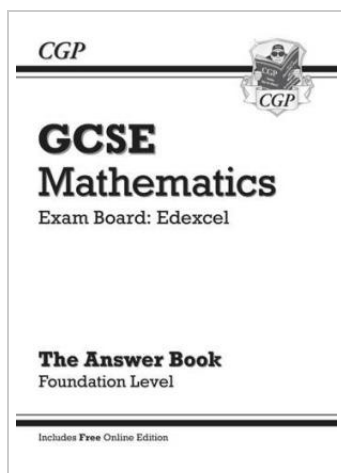 CGP
CGP
GCSE
Mathematics
Exam Board: Edexcel
The Answer Book
Foundation Level
Includes Free Online Edition